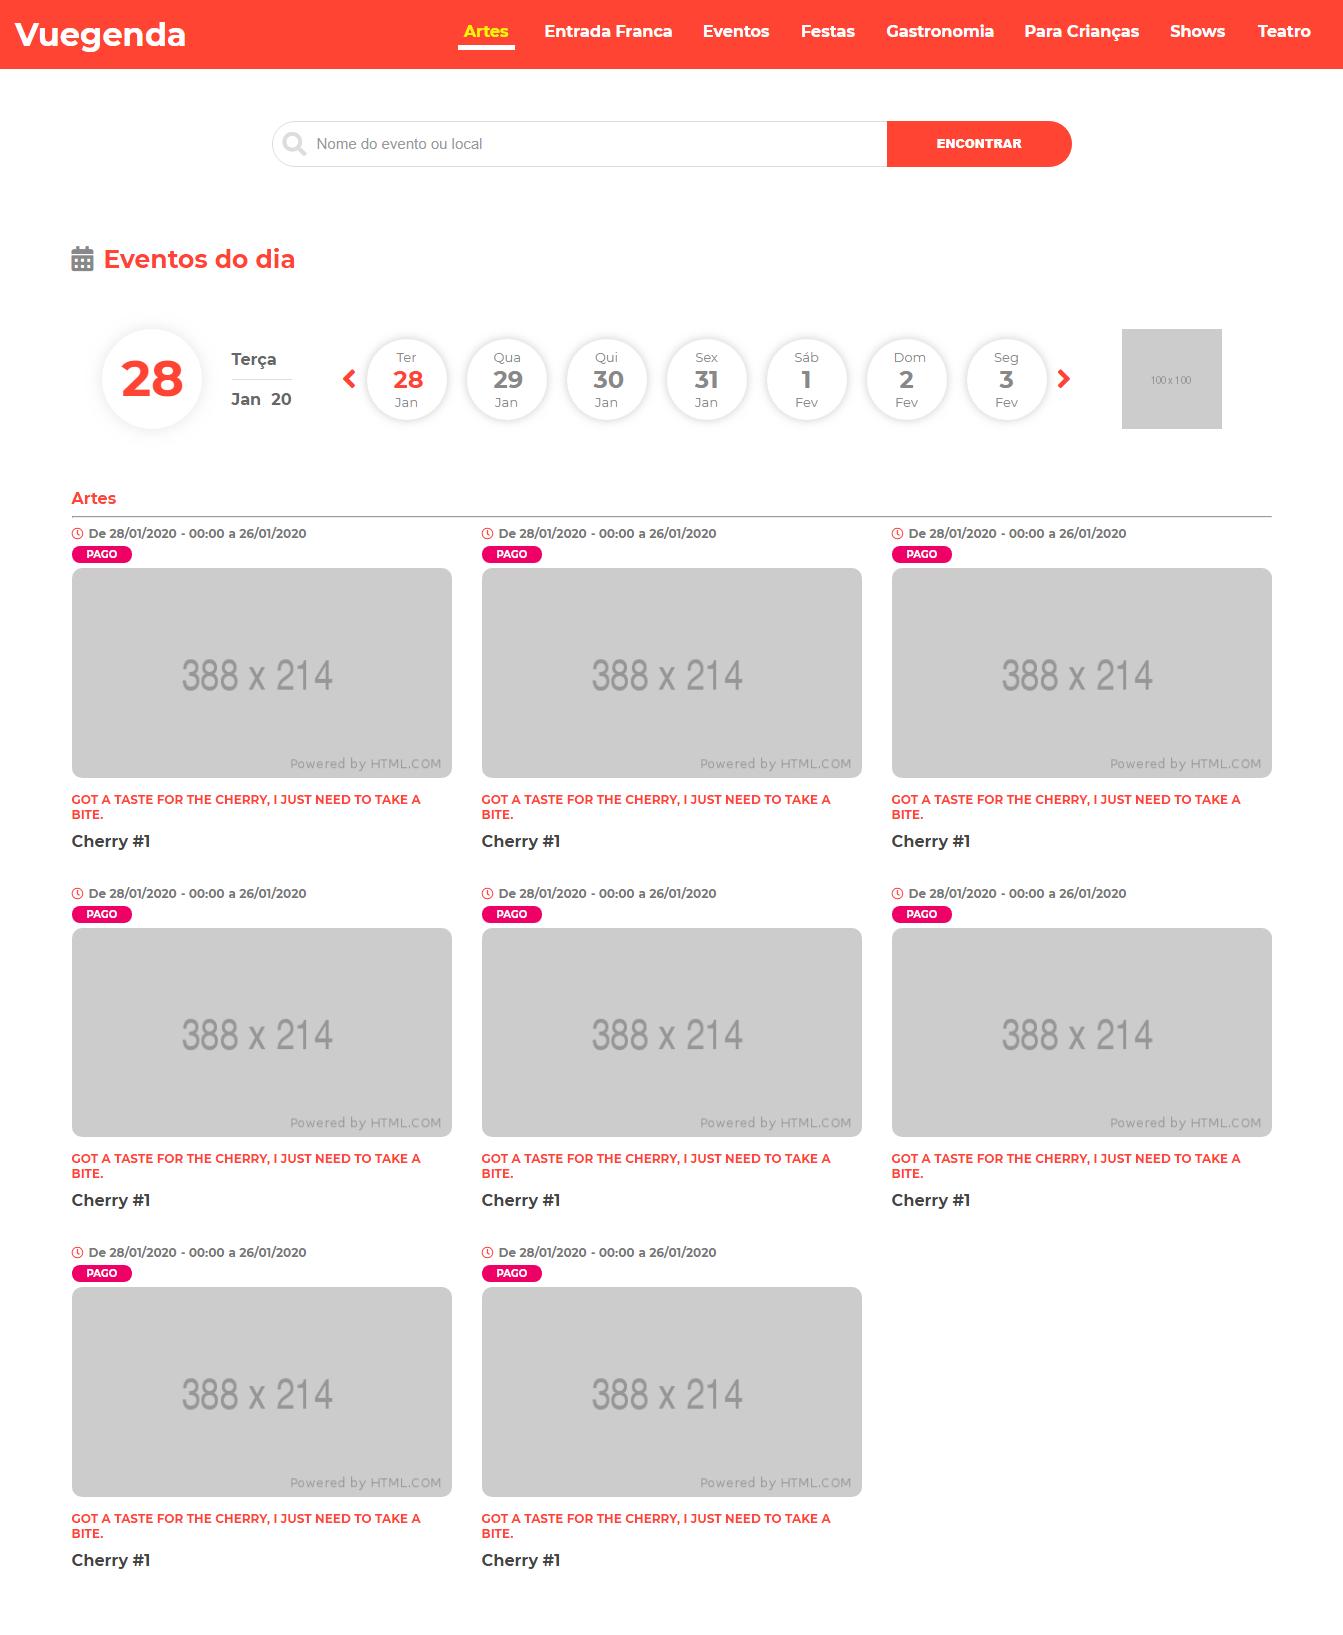 Vuegenda
Artes Entrada Franca Eventos Festas Gastronomia Para Crianças Shows Teatro
Nome do evento ou local
ENCONTRAR
Eventos do dia
28
Terça
Jan 20
Ter
28
Jan
Qua
29
Jan
Qui
30
Jan
Sex
31
Jan
Sáb
1
Fev
Dom
2
Fev
Seg
3
Fev
100 x 100
Artes
De 28/01/2020 - 00:00 a 26/01/2020
PAGO
388 x 214
Powered by HTML.COM
GOT A TASTE FOR THE CHERRY, I JUST NEED TO TAKE A
BITE.
Cherry #1
De 28/01/2020 - 00:00 a 26/01/2020
PAGO
388 x 214
Powered by HTML.COM
GOT A TASTE FOR THE CHERRY, I JUST NEED TO TAKE A
BITE.
Cherry #1
De 28/01/2020 - 00:00 a 26/01/2020
PAGO
388 x 214
Powered by HTML.COM
GOT A TASTE FOR THE CHERRY, I JUST NEED TO TAKE A
BITE.
Cherry #1
De 28/01/2020 - 00:00 a 26/01/2020
PAGO
388 x 214
Powered by HTML.COM
GOT A TASTE FOR THE CHERRY, I JUST NEED TO TAKE A
BITE.
Cherry #1
De 28/01/2020 - 00:00 a 26/01/2020
PAGO
388 x 214
Powered by HTML.COM
GOT A TASTE FOR THE CHERRY, I JUST NEED TO TAKE A
BITE.
Cherry #1
De 28/01/2020 - 00:00 a 26/01/2020
PAGO
388 x 214
Powered by HTML.COM
GOT A TASTE FOR THE CHERRY, I JUST NEED TO TAKE A
BITE.
Cherry #1
De 28/01/2020 - 00:00 a 26/01/2020
PAGO
388 x 214
Powered by HTML.COM
GOT A TASTE FOR THE CHERRY, I JUST NEED TO TAKE A
BITE.
Cherry #1
De 28/01/2020 - 00:00 a 26/01/2020
PAGO
388 x 214
Powered by HTML.COM
GOT A TASTE FOR THE CHERRY, I JUST NEED TO TAKE A
BITE.
Cherry #1